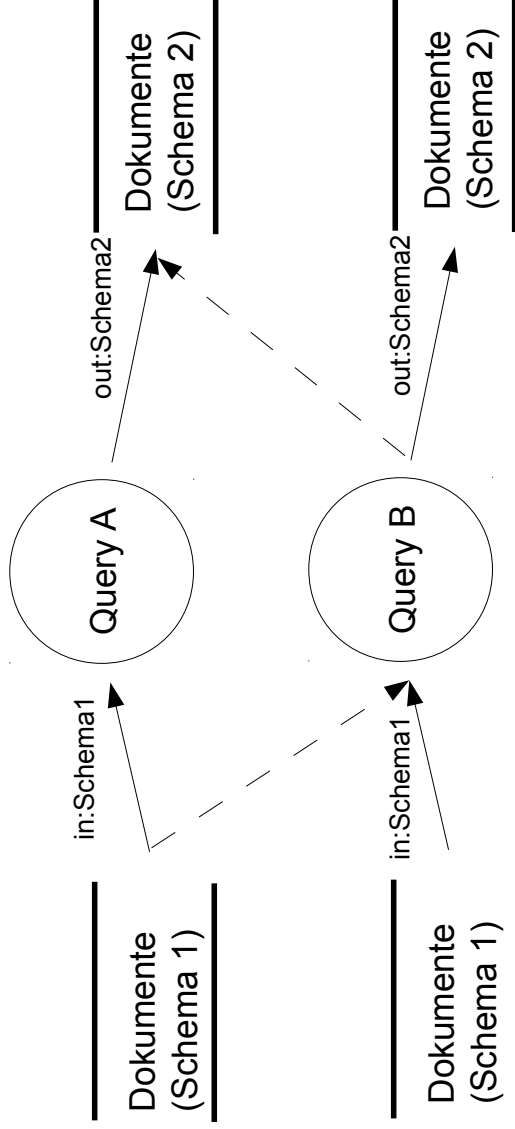 Dokumente
(Schema 1)
in:Schema1
Query A
out:Schema2
Dokumente
(Schema 2)
Dokumente
(Schema 1)
in:Schema1
Query B
out:Schema2
Dokumente
(Schema 2)